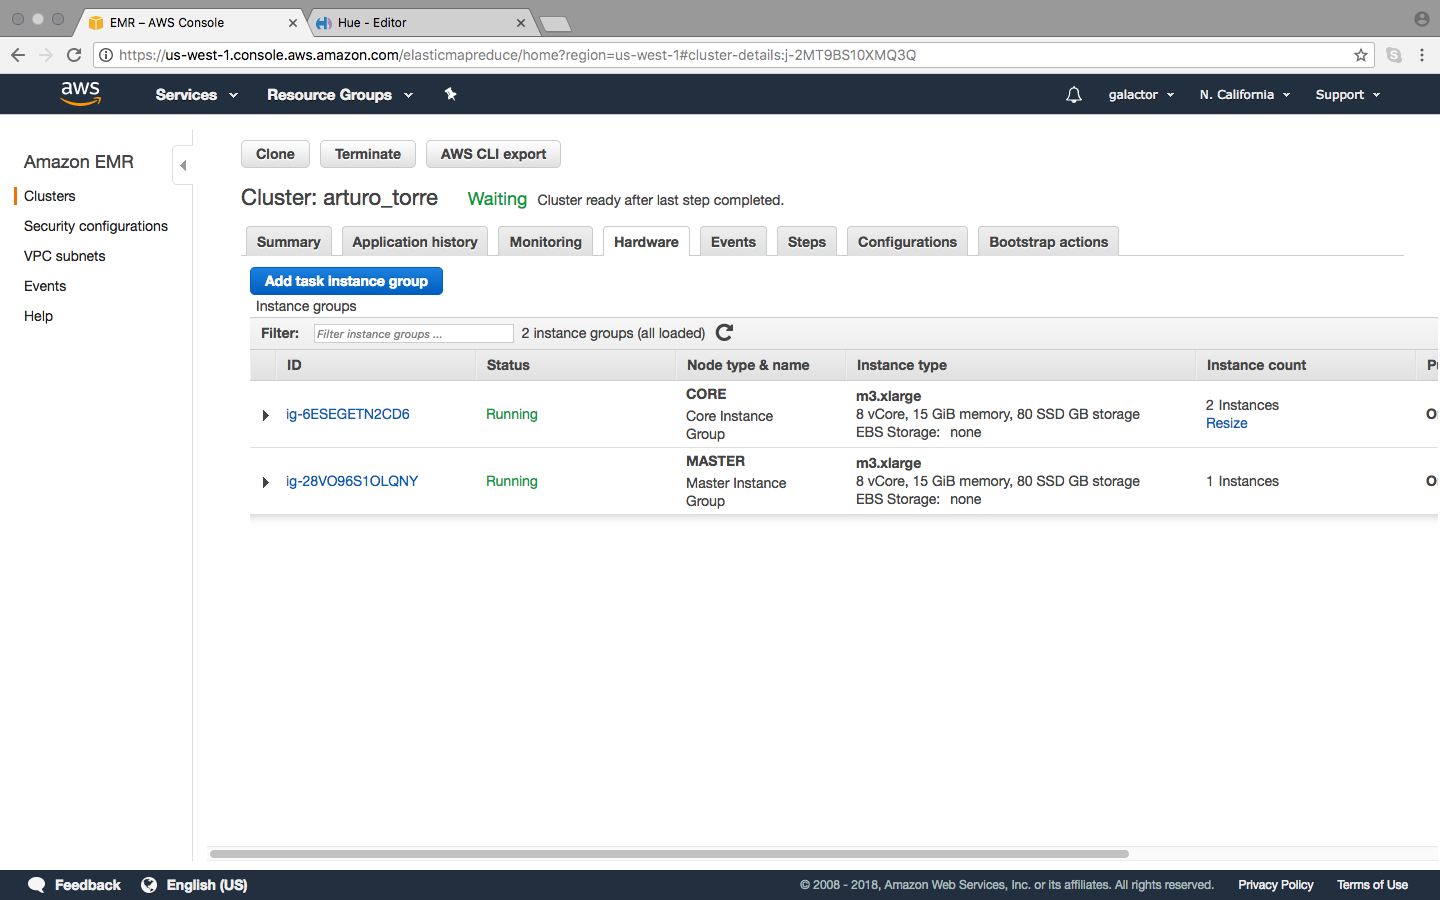 EMR – AWS Console
Hue - Editor
https://us-west-1.console.aws.amazon.com/elasticmapreduce/home?region=us-west-1#cluster-details:j-2MT9BS10XMQ3Q
aws Services Resource Groups galactor N. California Support
Amazon EMR
Clusters
Security configurations
VPC subnets
Events
Help
Clone Terminate AWS CLI export
Cluster: arturo_torre Waiting Cluster ready after last step completed.
Summary Application history Monitoring Hardware Events Steps Configurations Bootstrap actions
Add task instance group
Instance groups
Filter: Filter instance groups ... 2 instance groups (all loaded)
ID Status Node type & name Instance type Instance count
ig-6ESEGETN2CD6 Running
CORE
Core Instance
Group
m3.xlarge
8 vCore, 15 GiB memory, 80 SSD GB storage
EBS Storage: none
2 Instances
Resize
ig-28VO96S1OLQNY Running
MASTER
Master Instance
Group
m3.xlarge
8 vCore, 15 GiB memory, 80 SSD GB storage
EBS Storage: none
1 Instances
Feedback English (US) © 2008 - 2018, Amazon Web Services, Inc. or its affiliates. All rights reserved. Privacy Policy Terms of Use